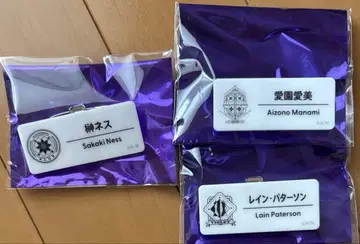 榊ネス
Sakaki Ness
愛園愛美
Aizono Manami
レイン・パターソン
Lain Paterson